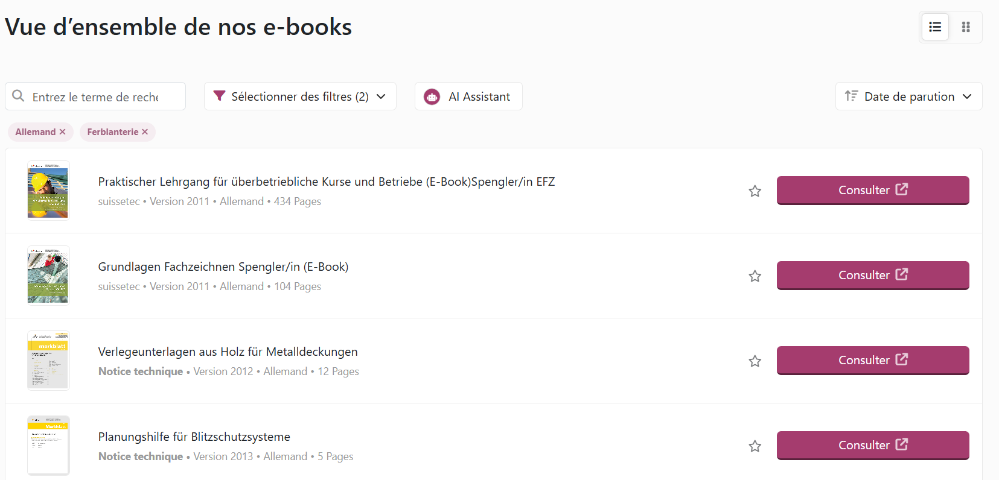 Vue d’ensemble de nos e-books
Entrez le terme de reche
Sélectionner des filtres (2)
AI Assistant
Date de parution
Allemand ✕
Ferblanterie ✕
Praktischer Lehrgang für überbetriebliche Kurse und Betriebe (E-Book)Spengler/in EFZ
suissetec • Version 2011 • Allemand • 434 Pages
Consulter
Grundlagen Fachzeichnen Spengler/in (E-Book)
suissetec • Version 2011 • Allemand • 104 Pages
Consulter
merkblatt
Verlegeunterlagen aus Holz für Metalldeckungen
Notice technique • Version 2012 • Allemand • 12 Pages
Consulter
Merkblatt
Planungshilfe für Blitzschutzsysteme
Notice technique • Version 2013 • Allemand • 5 Pages
Consulter